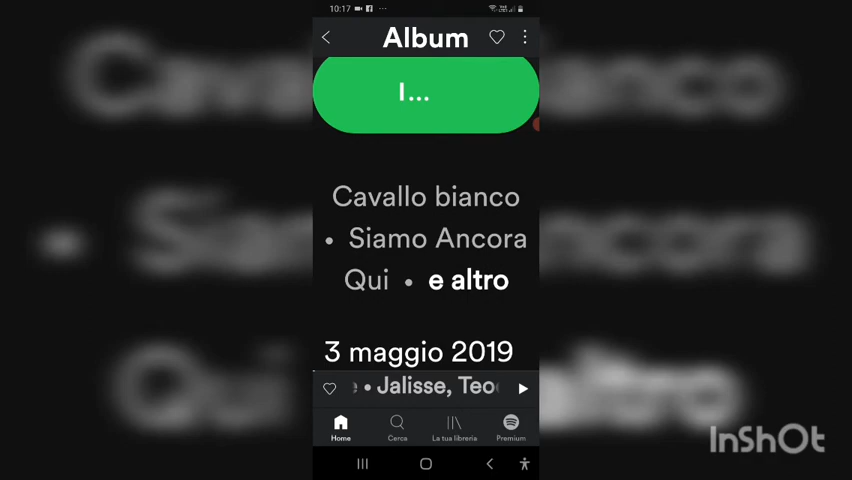 10:17
Album
I...
Cavallo bianco
• Siamo Ancora
Qui • e altro
3 maggio 2019
e • Jalisse, Teo
Home
Cerca
La tua libreria
Premium
InShOt